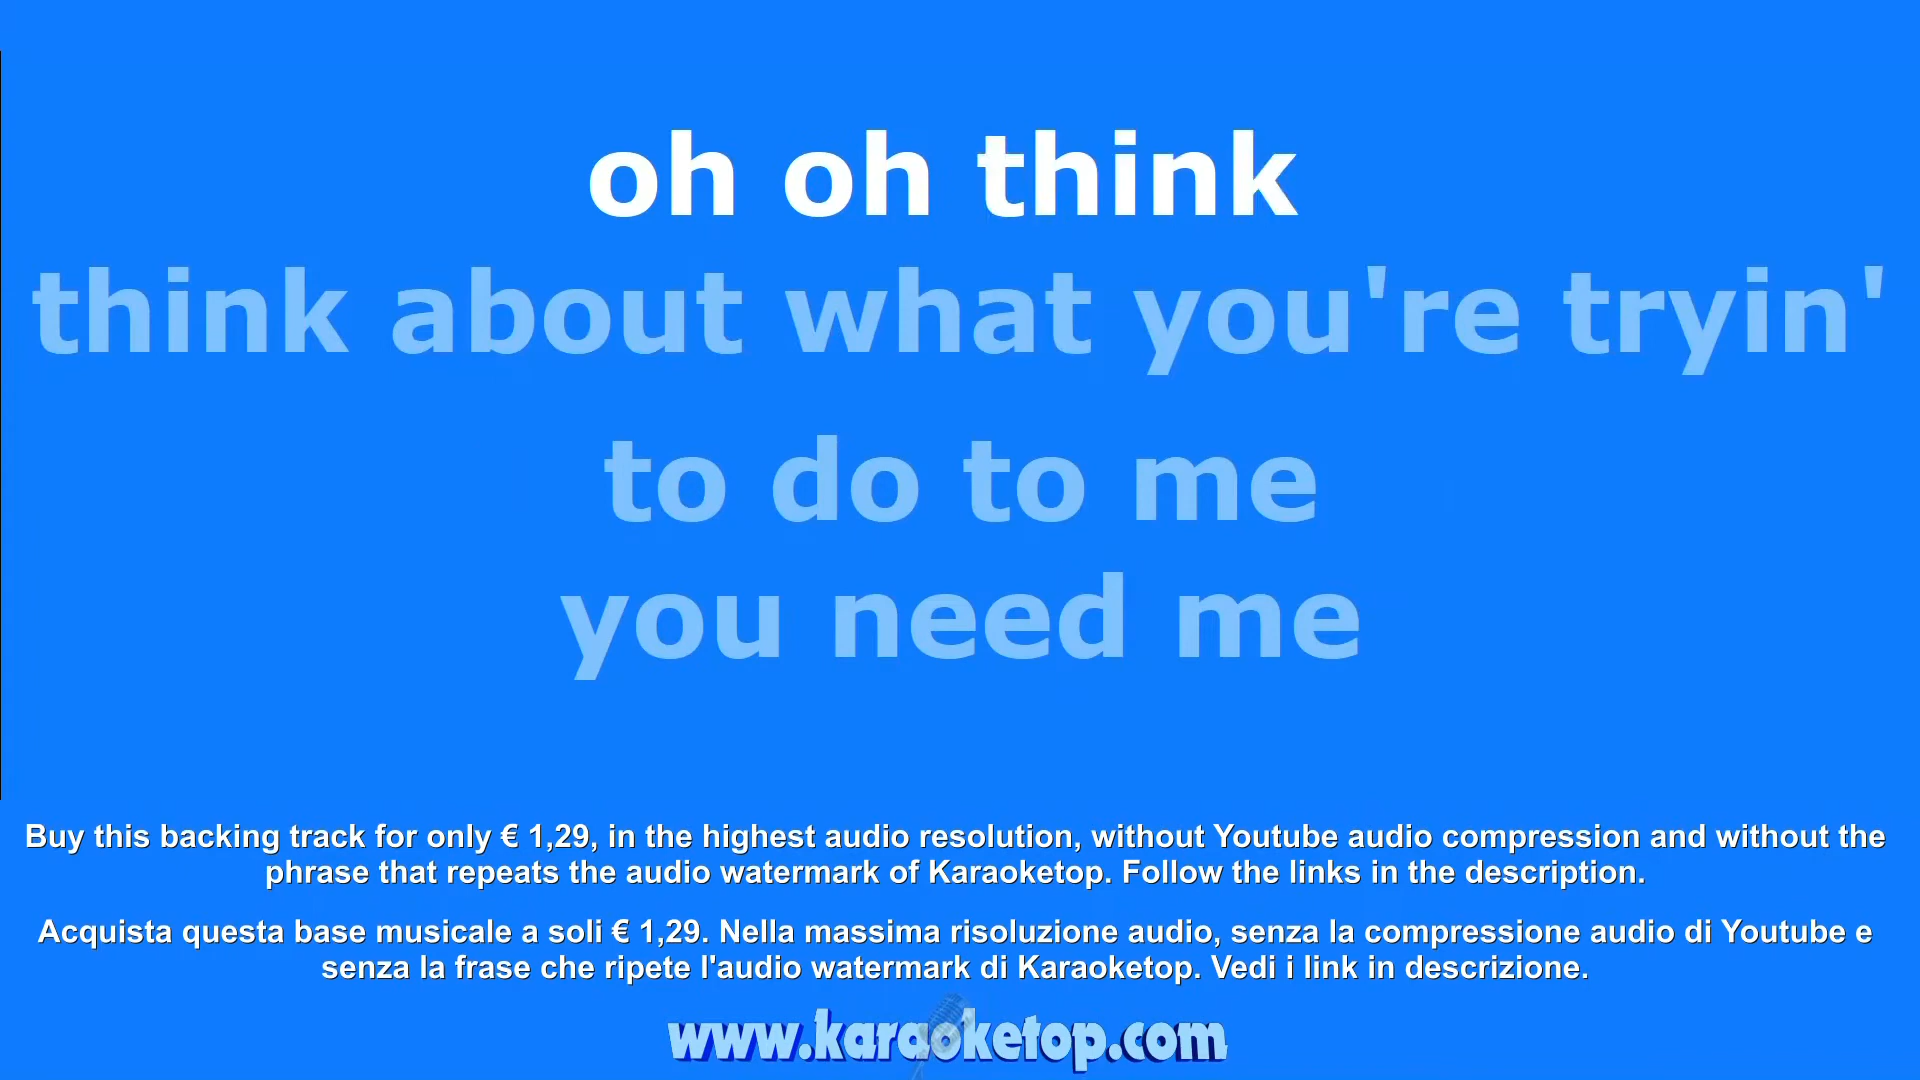 oh oh think
think about what you're tryin'
to do to me
you need me
Buy this backing track for only € 1,29, in the highest audio resolution, without Youtube audio compression and without the
phrase that repeats the audio watermark of Karaoketop. Follow the links in the description.
Acquista questa base musicale a soli € 1,29. Nella massima risoluzione audio, senza la compressione audio di Youtube e
senza la frase che ripete l'audio watermark di Karaoketop. Vedi i link in descrizione.
www.karaoketop.com